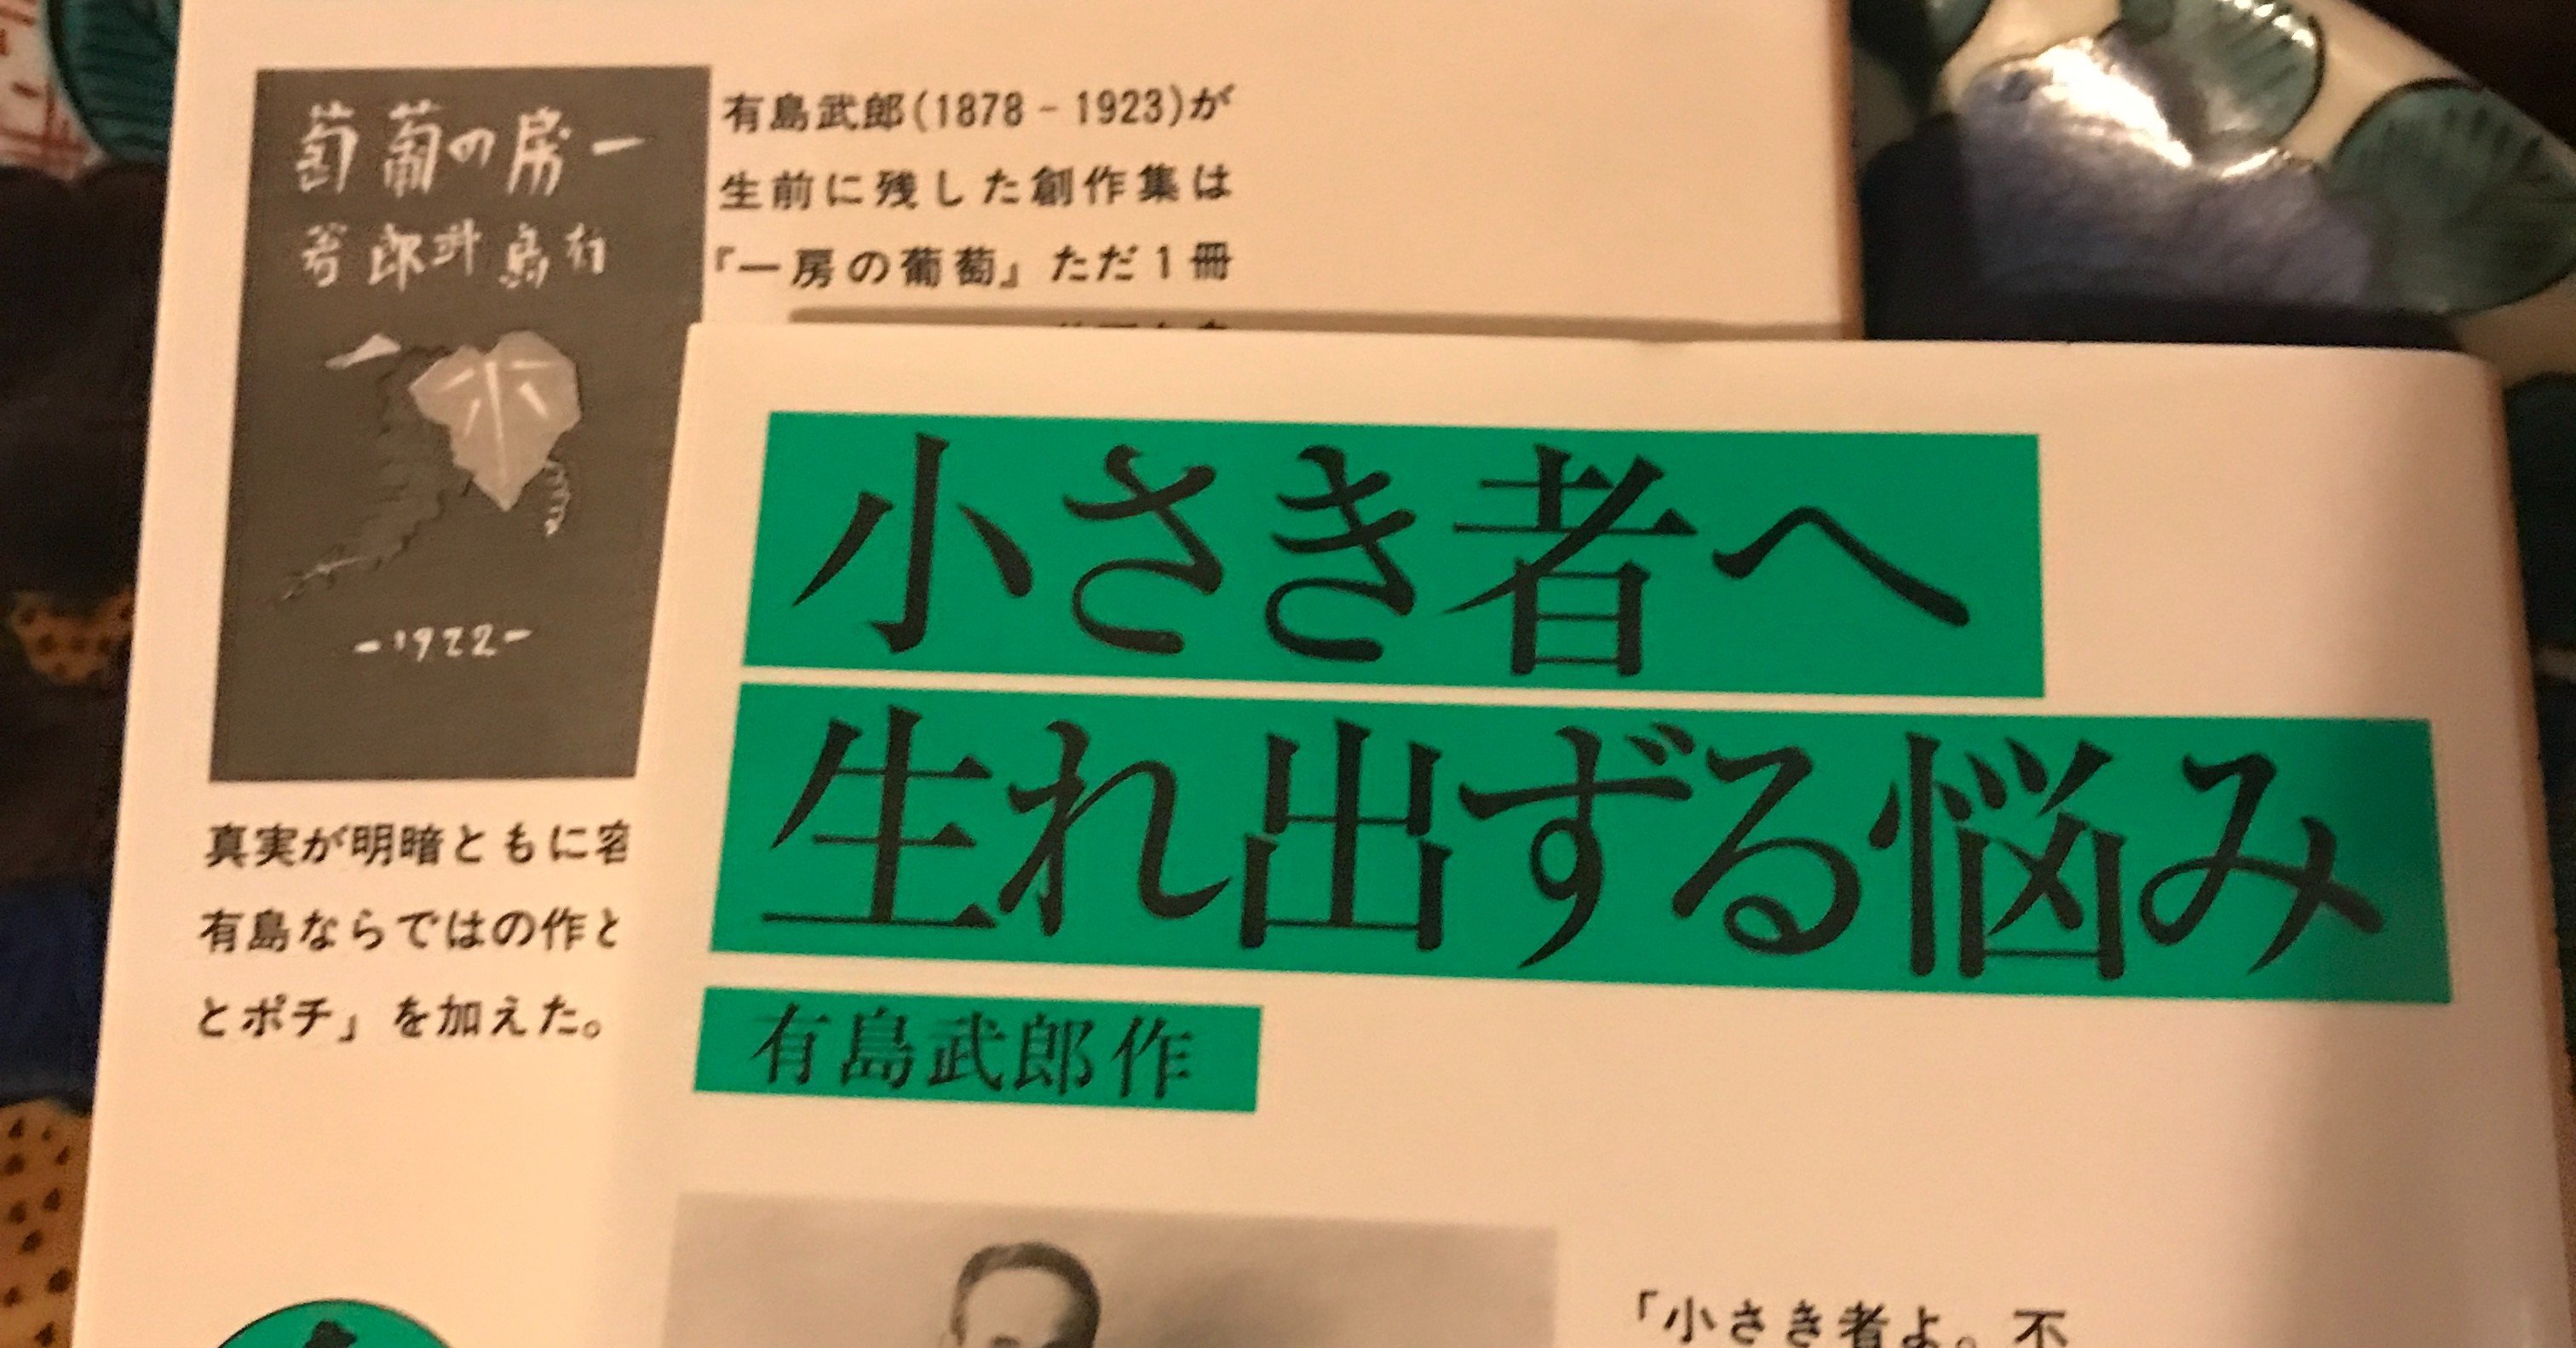 一房の葡萄
有島武郎著
-1922-
有島武郎(1878-1923)が
生前に残した創作集は
『一房の葡萄』ただ1冊
真実が明暗ともに容
有島ならではの作と
とポチ」を加えた。
小さき者へ
生れ出ずる悩み
有島武郎作
「小さき者よ。不